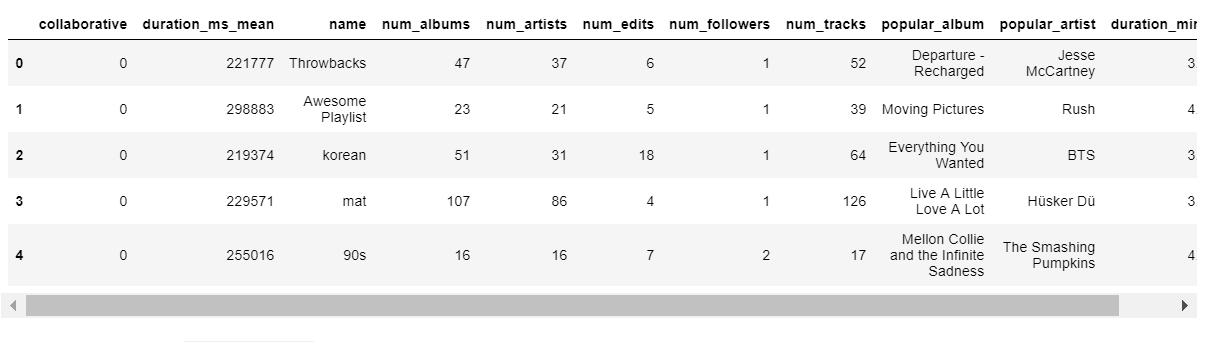 collaborative duration_ms_mean name num_albums num_artists num_edits num_followers num_tracks popular_album popular_artist duration_min
0 0 221777 Throwbacks 47 37 6 1 52 Departure - Recharged Jesse McCartney 3.
1 0 298883 Awesome Playlist 23 21 5 1 39 Moving Pictures Rush 4.
2 0 219374 korean 51 31 18 1 64 Everything You Wanted BTS 3.
3 0 229571 mat 107 86 4 1 126 Live A Little Love A Lot Hüsker Dü 3.
4 0 255016 90s 16 16 7 2 17 Mellon Collie and the Infinite Sadness The Smashing Pumpkins 4.